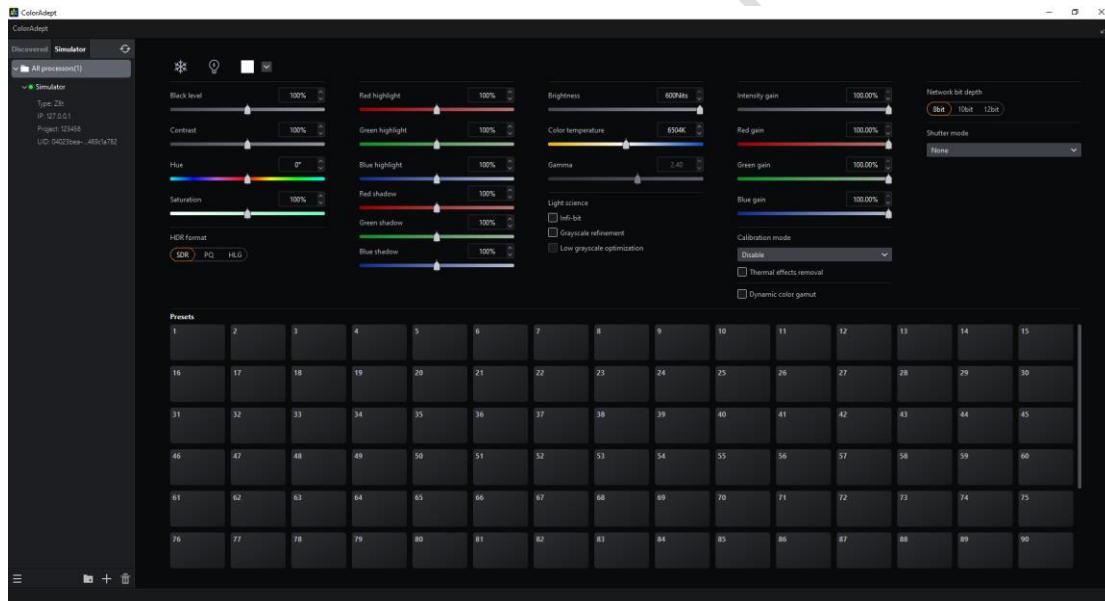 ColorAdept
ColorAdept
Discovered Simulator
All processors(1)
Simulator
Type: Z8t
IP: 127.0.0.1
Project: 123456
UID: 04023bea-...469c1a762
Black level 100%
Contrast 100%
Hue 0°
Saturation 100%
HDR format
SDR PQ HLG
Red highlight 100%
Green highlight 100%
Blue highlight 100%
Red shadow 100%
Green shadow 100%
Blue shadow 100%
Brightness 600Nits
Color temperature 6504K
Gamma 2.40
Light science
Infi-bit
Grayscale refinement
Low grayscale optimization
Intensity gain 100.00%
Red gain 100.00%
Green gain 100.00%
Blue gain 100.00%
Calibration mode
Disable
Thermal effects removal
Dynamic color gamut
Network bit depth
8bit 10bit 12bit
Shutter mode
None
Presets
1 2 3 4 5 6 7 8 9 10 11 12 13 14 15
16 17 18 19 20 21 22 23 24 25 26 27 28 29 30
31 32 33 34 35 36 37 38 39 40 41 42 43 44 45
46 47 48 49 50 51 52 53 54 55 56 57 58 59 60
61 62 63 64 65 66 67 68 69 70 71 72 73 74 75
76 77 78 79 80 81 82 83 84 85 86 87 88 89 90